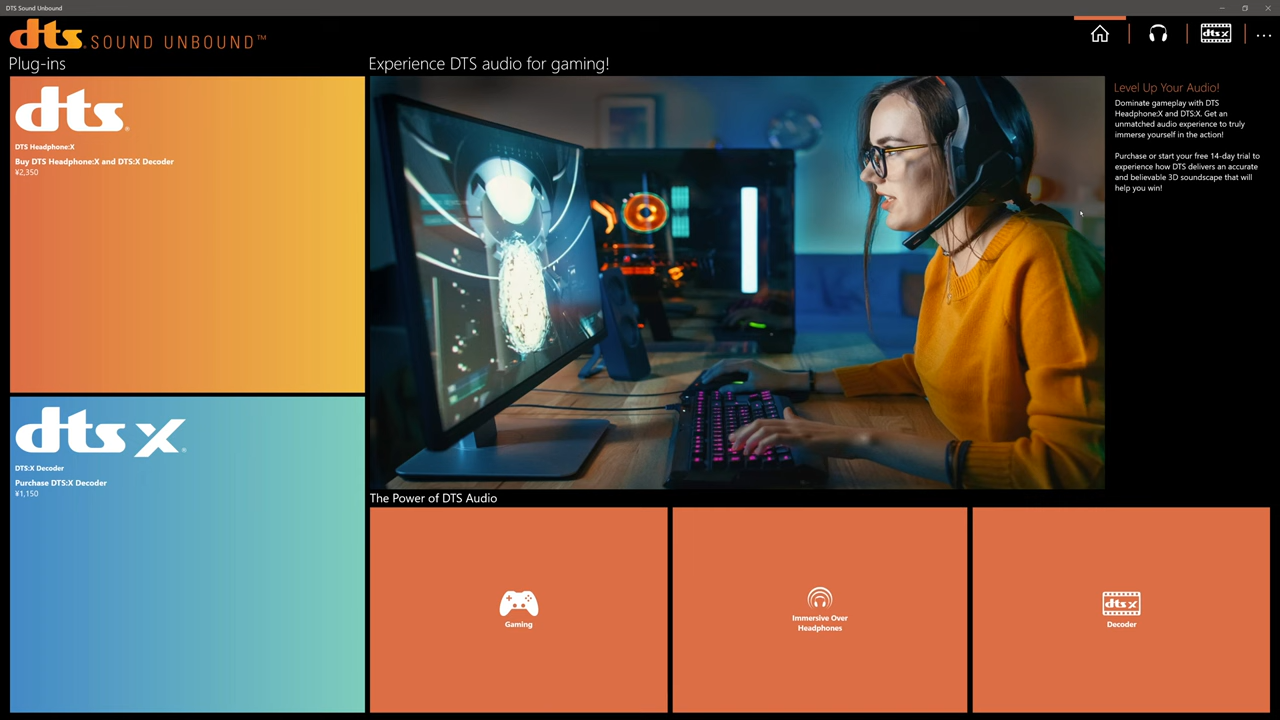 DTS Sound Unbound
dts® SOUND UNBOUND™
dts:X
...
Plug-ins
Experience DTS audio for gaming!
dts®
DTS Headphone:X
Buy DTS Headphone:X and DTS:X Decoder
¥2,350
Level Up Your Audio!
Dominate gameplay with DTS
Headphone:X and DTS:X. Get an
unmatched audio experience to truly
immerse yourself in the action!
Purchase or start your free 14-day trial to
experience how DTS delivers an accurate
and believable 3D soundscape that will
help you win!
dts X®
DTS:X Decoder
Purchase DTS:X Decoder
¥1,150
The Power of DTS Audio
Gaming
Immersive Over
Headphones
dts X
Decoder